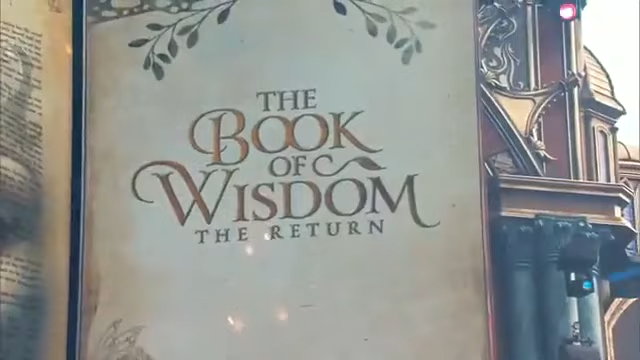 THE
BOOK
OF
WISDOM
THE RETURN